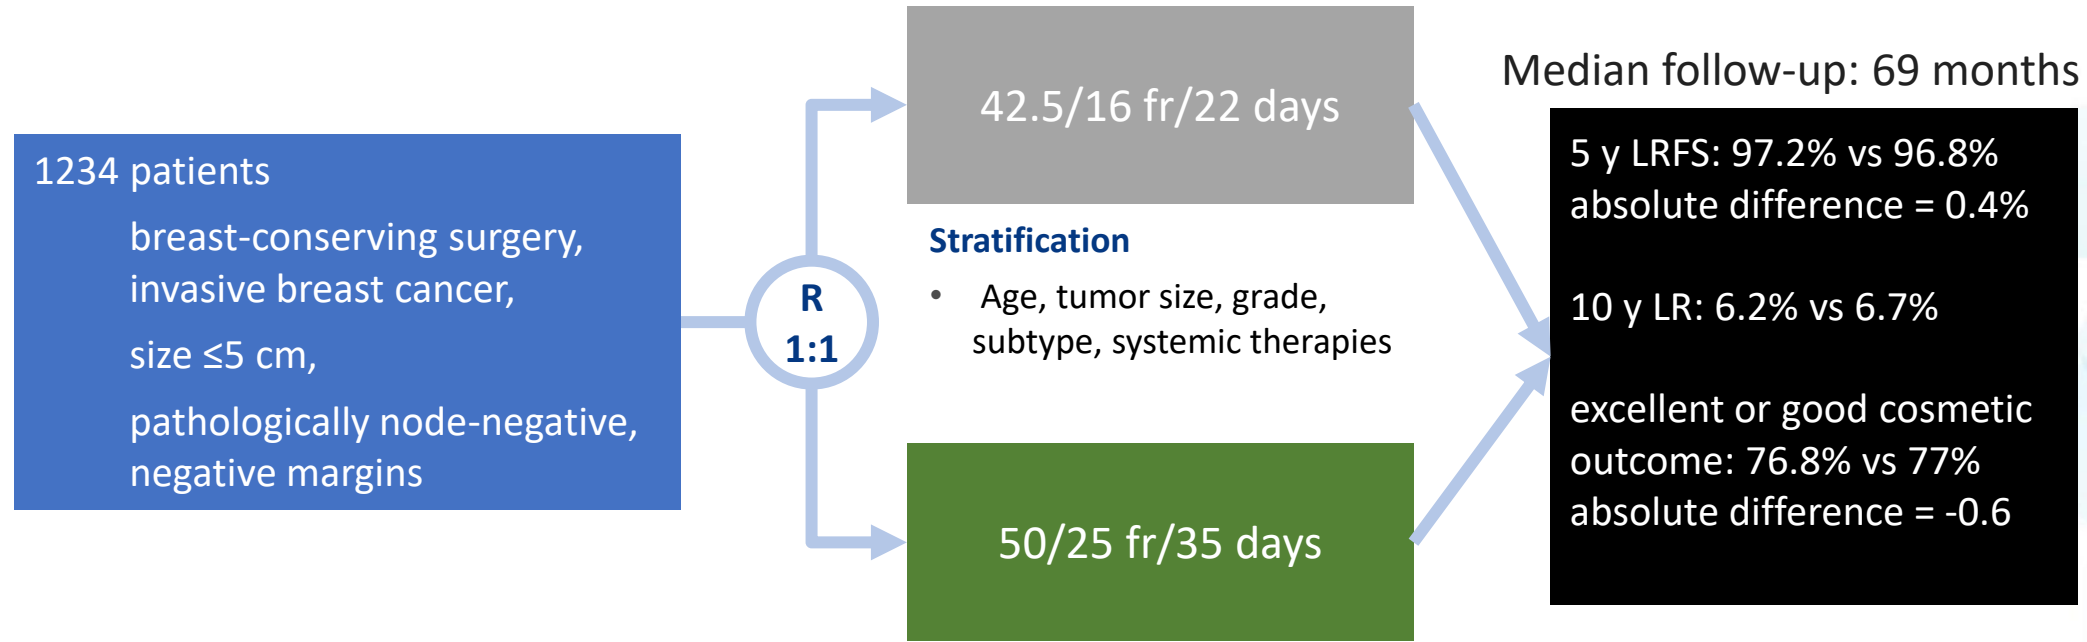 1234 patients
breast-conserving surgery,
invasive breast cancer,
size ≤5 cm,
pathologically node-negative,
negative margins
R
1:1
42.5/16 fr/22 days
Stratification
• Age, tumor size, grade,
subtype, systemic therapies
50/25 fr/35 days
Median follow-up: 69 months
5 y LRFS: 97.2% vs 96.8%
absolute difference = 0.4%
10 y LR: 6.2% vs 6.7%
excellent or good cosmetic
outcome: 76.8% vs 77%
absolute difference = -0.6